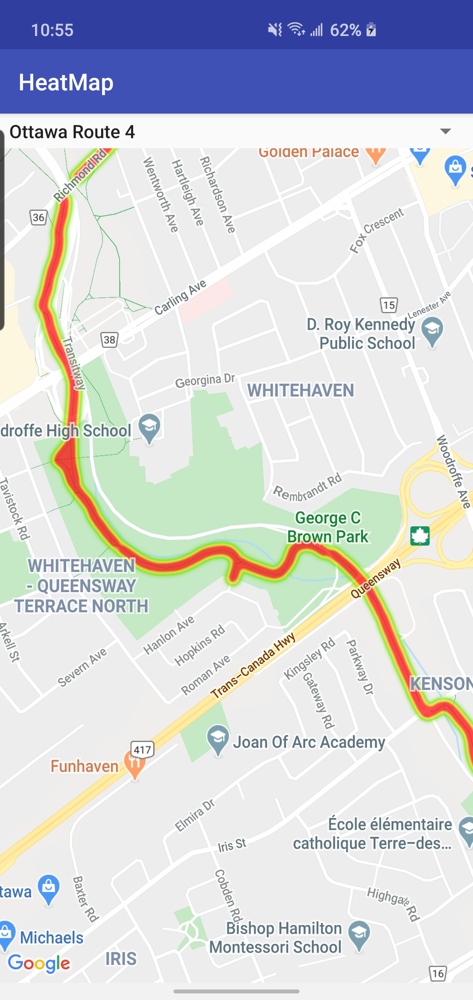 10:55
62%
HeatMap
Ottawa Route 4
Golden Palace
Richmond Rd
Wentworth Ave
Hartleigh Ave
Richardson Ave
36
Fox Crescent
Carling Ave
15
Lenester Ave
D. Roy Kennedy
Public School
38
Transitway
Georgina Dr
WHITEHAVEN
droffe High School
Woodroffe Ave
Tavistock Rd
Rembrandt Rd
George C
Brown Park
WHITEHAVEN
- QUEENSWAY
TERRACE NORTH
Queensway
Arkell St
Hanlon Ave
Hopkins Rd
Severn Ave
Roman Ave
Trans-Canada Hwy
Kingsley Rd
Gateway Rd
Parkway Dr
KENSON
Joan Of Arc Academy
417
Funhaven
Elmira Dr
Iris St
École élémentaire
catholique Terre-des...
tawa
Baxter Rd
Cobden Rd
Highgate Rd
Michaels
Bishop Hamilton
Montessori School
IRIS
Google
16